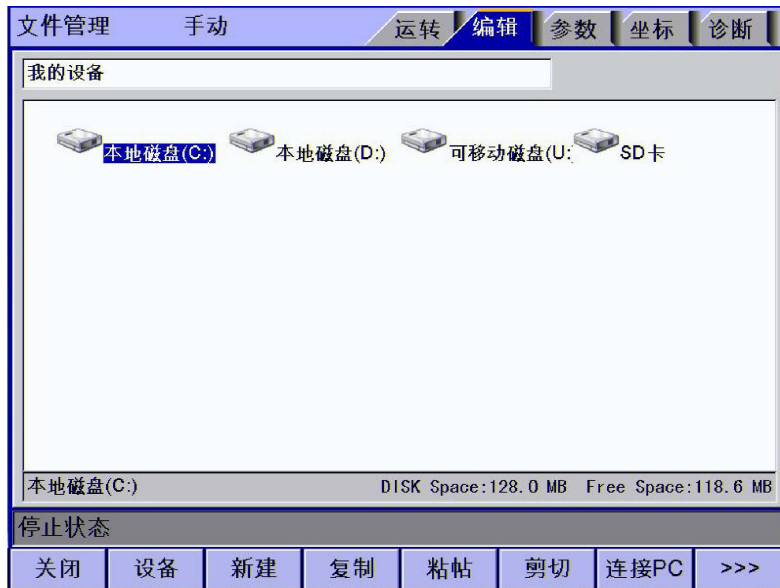 文件管理 手动 运转 编辑 参数 坐标 诊断
我的设备
本地磁盘(C:) 本地磁盘(D:) 可移动磁盘(U: SD卡
本地磁盘(C:) DISK Space:128.0 MB Free Space:118.6 MB
停止状态
关闭 设备 新建 复制 粘帖 剪切 连接PC >>>